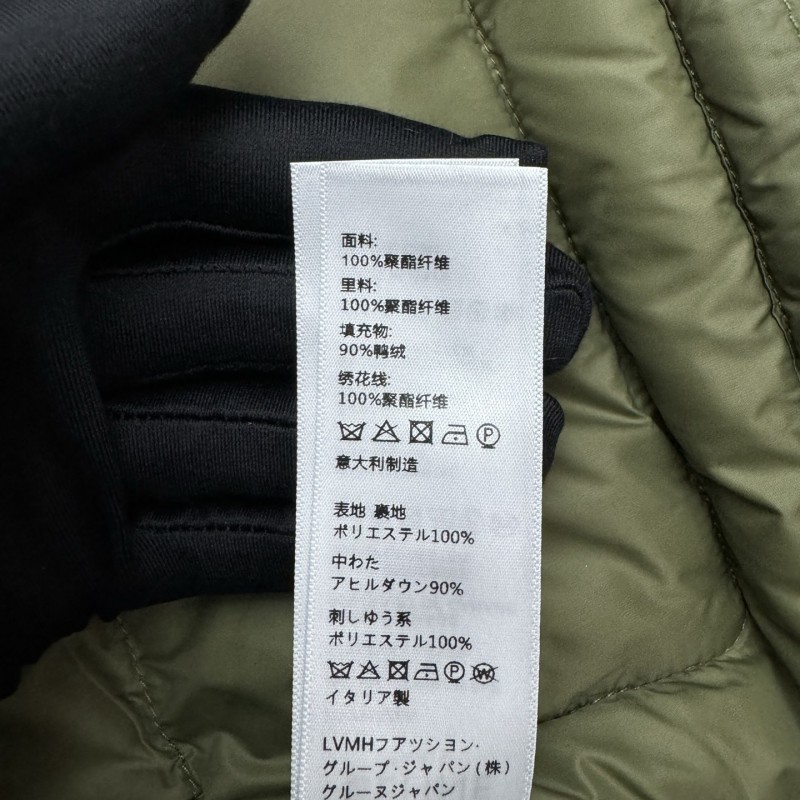 面料:
100%聚酯纤维
里料:
100%聚酯纤维
填充物:
90%鸭绒
绣花线:
100%聚酯纤维
意大利制造
表地 裏地
ポリエステル100%
中わた
アヒルダウン90%
刺しゆう系
ポリエステル100%
イタリア製
LVMHフアツション·
グループ·ジャパン(株)
グルーヌジャパン